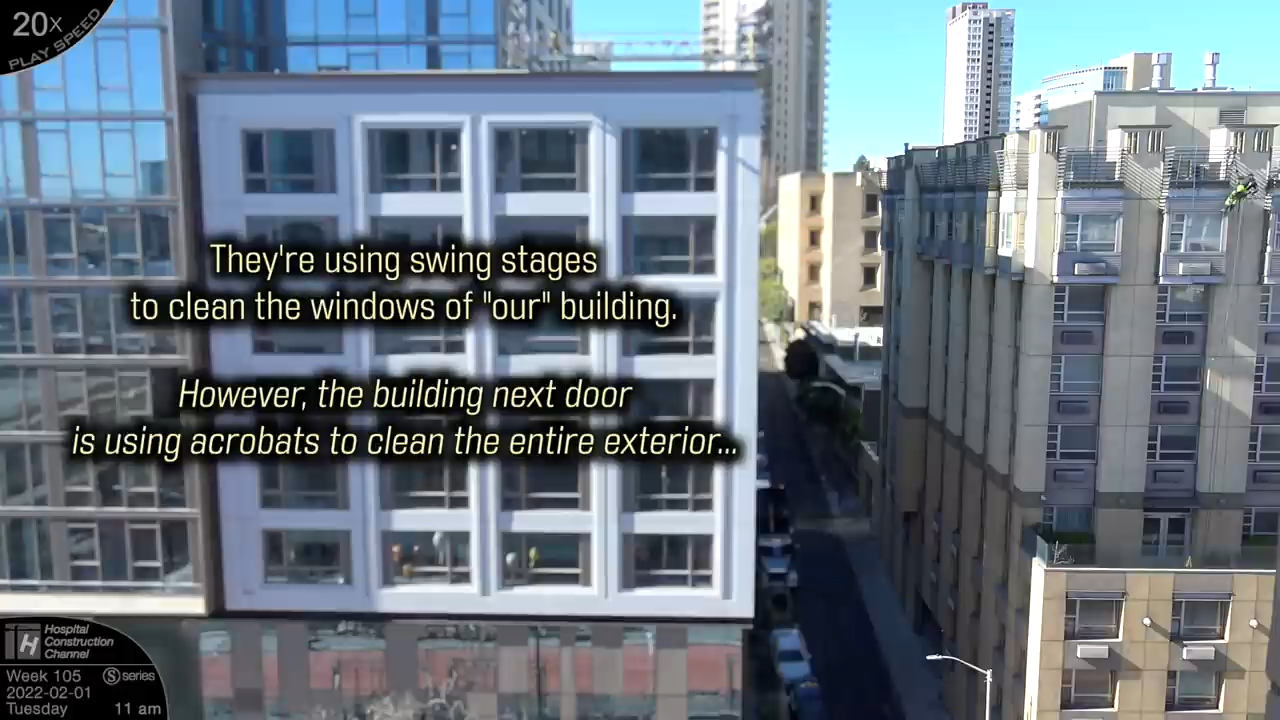 20x
PLAY SPEED
They're using swing stages
to clean the windows of "our" building.
However, the building next door
is using acrobats to clean the entire exterior...
Hospital
Construction
Channel
Week 105
S series
2022-02-01
Tuesday 11 am